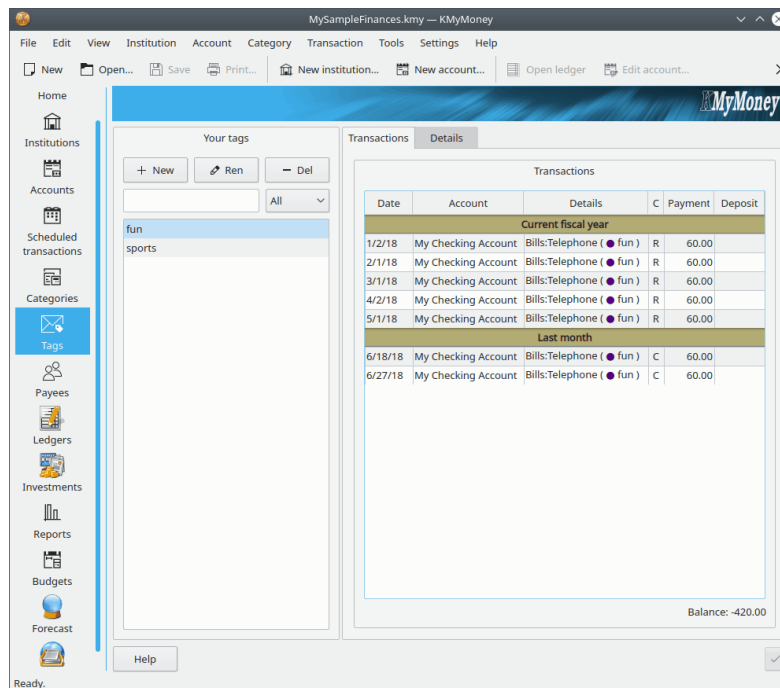 MySampleFinances.kmy — KMyMoney
File Edit View Institution Account Category Transaction Tools Settings Help
New Open... Save Print... New institution... New account... Open ledger Edit account...
Home
Institutions
Accounts
Scheduled
transactions
Categories
Tags
Payees
Ledgers
Investments
Reports
Budgets
Forecast
KMyMoney
Your tags
+ New Ren − Del
All
fun
sports
Transactions Details
Transactions
Date Account Details C Payment Deposit
Current fiscal year
1/2/18 My Checking Account Bills:Telephone ( ● fun ) R 60.00
2/1/18 My Checking Account Bills:Telephone ( ● fun ) R 60.00
3/1/18 My Checking Account Bills:Telephone ( ● fun ) R 60.00
4/2/18 My Checking Account Bills:Telephone ( ● fun ) R 60.00
5/1/18 My Checking Account Bills:Telephone ( ● fun ) R 60.00
Last month
6/18/18 My Checking Account Bills:Telephone ( ● fun ) C 60.00
6/27/18 My Checking Account Bills:Telephone ( ● fun ) C 60.00
Balance: -420.00
Help
Ready.